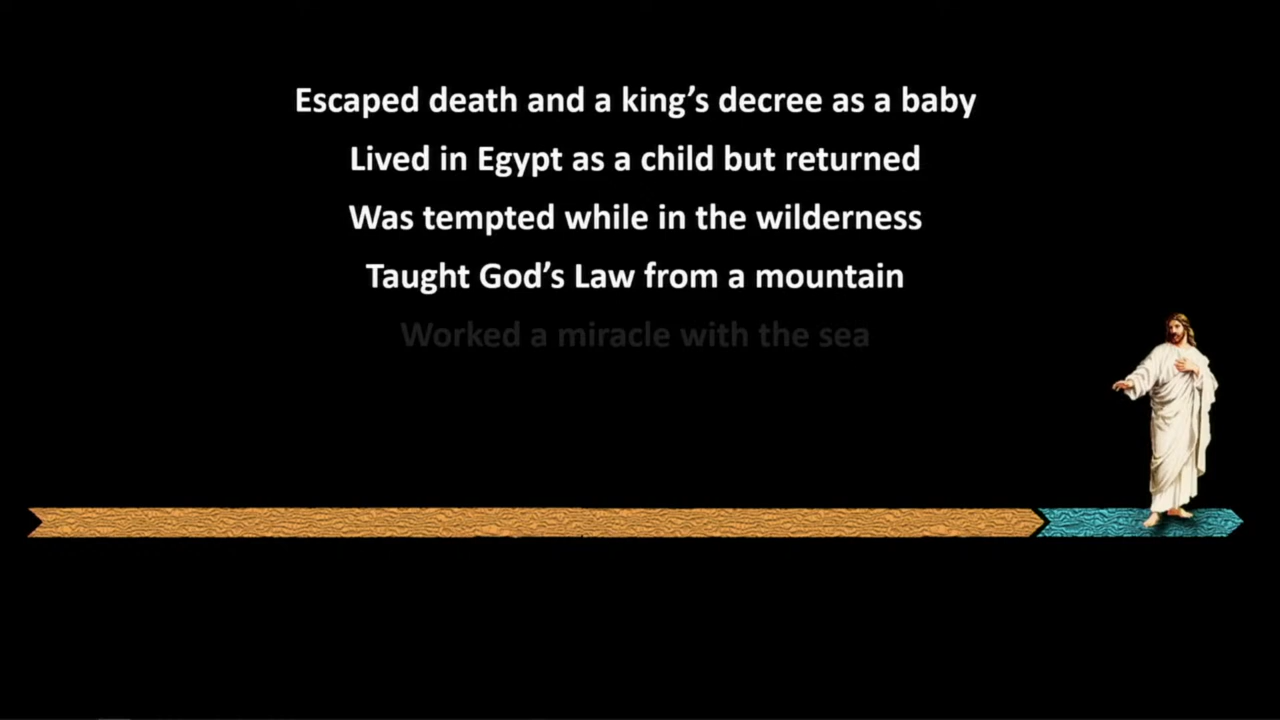 Escaped death and a king’s decree as a baby
Lived in Egypt as a child but returned
Was tempted while in the wilderness
Taught God’s Law from a mountain
Worked a miracle with the sea